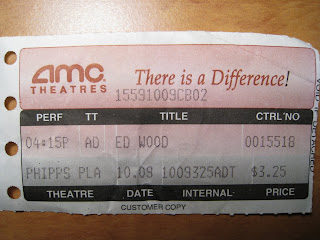 amc THEATRES
There is a Difference!
15591009CB02
PERF TT TITLE CTRL'NO
04:15P AD ED WOOD 0015518
PHIPPS PLA 10.09 1009325ADT $3.25
THEATRE DATE INTERNAL· PRICE
CUSTOMER COPY